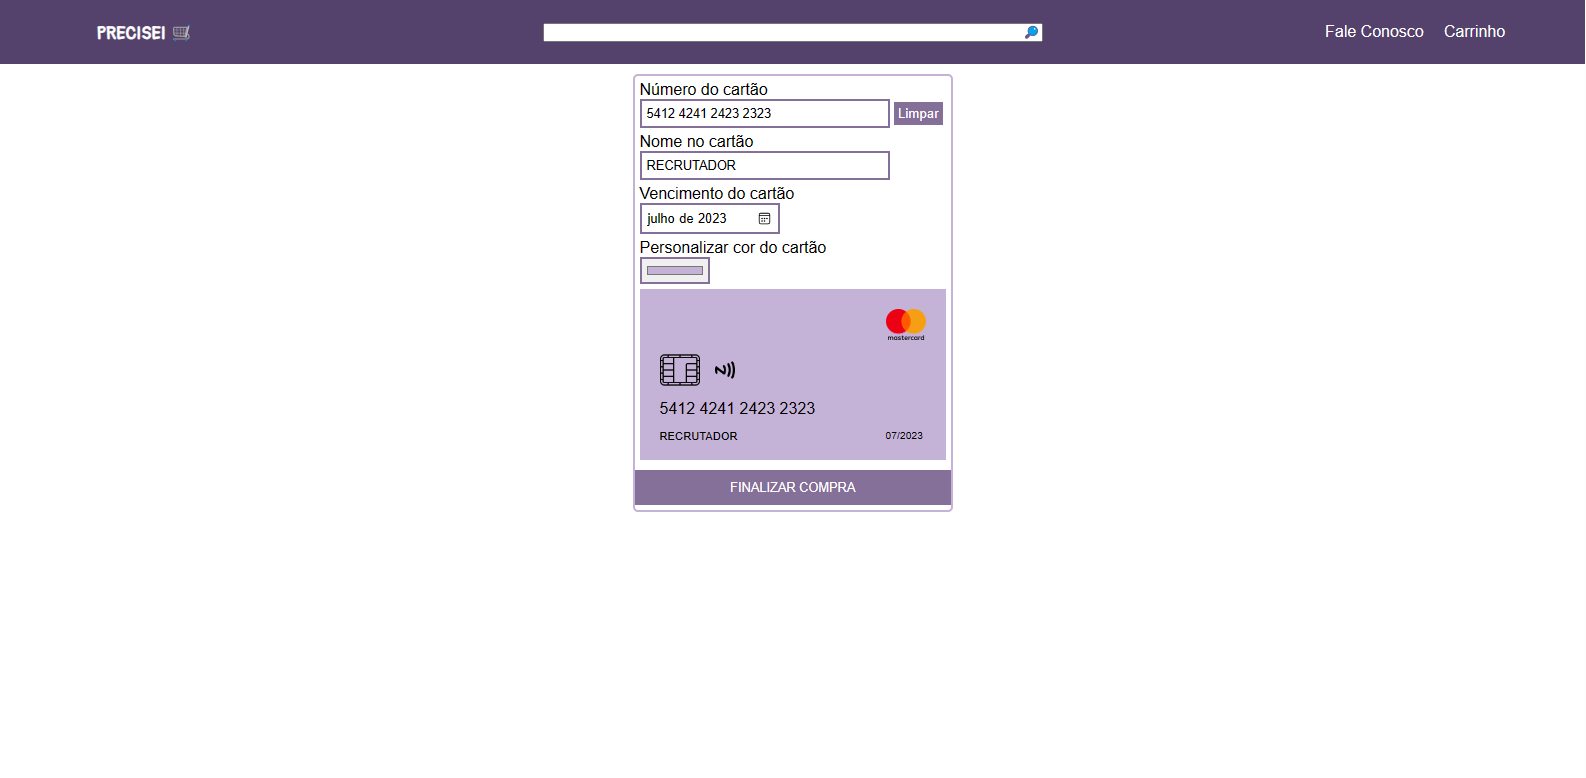 PRECISEI
Fale Conosco Carrinho
Número do cartão
5412 4241 2423 2323 Limpar
Nome no cartão
RECRUTADOR
Vencimento do cartão
julho de 2023
Personalizar cor do cartão
mastercard
5412 4241 2423 2323
RECRUTADOR 07/2023
FINALIZAR COMPRA